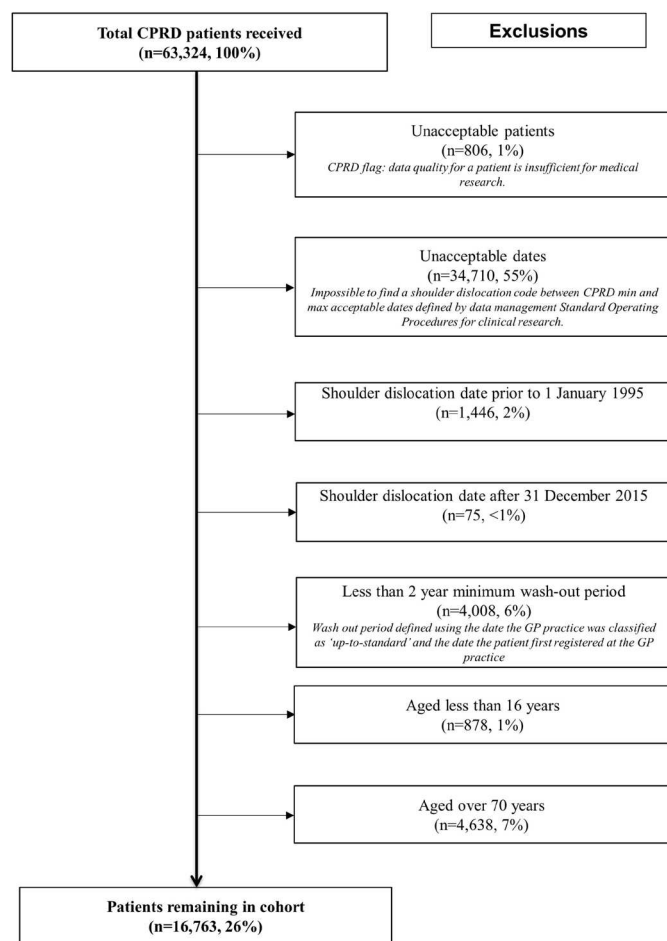 Total CPRD patients received
(n=63,324, 100%)
Exclusions
Unacceptable patients
(n=806, 1%)
CPRD flag: data quality for a patient is insufficient for medical
research.
Unacceptable dates
(n=34,710, 55%)
Impossible to find a shoulder dislocation code between CPRD min and
max acceptable dates defined by data management Standard Operating
Procedures for clinical research.
Shoulder dislocation date prior to 1 January 1995
(n=1,446, 2%)
Shoulder dislocation date after 31 December 2015
(n=75, <1%)
Less than 2 year minimum wash-out period
(n=4,008, 6%)
Wash out period defined using the date the GP practice was classified
as 'up-to-standard' and the date the patient first registered at the GP
practice
Aged less than 16 years
(n=878, 1%)
Aged over 70 years
(n=4,638, 7%)
Patients remaining in cohort
(n=16,763, 26%)